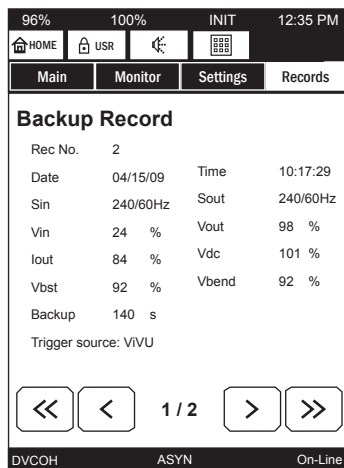 96% 100% INIT 12:35 PM
HOME USR
Main Monitor Settings Records
Backup Record
Rec No. 2
Date 04/15/09 Time 10:17:29
Sin 240/60Hz Sout 240/60Hz
Vin 24 % Vout 98 %
Iout 84 % Vdc 101 %
Vbst 92 % Vbend 92 %
Backup 140 s
Trigger source: ViVU
1 / 2
DVCOH ASYN On-Line